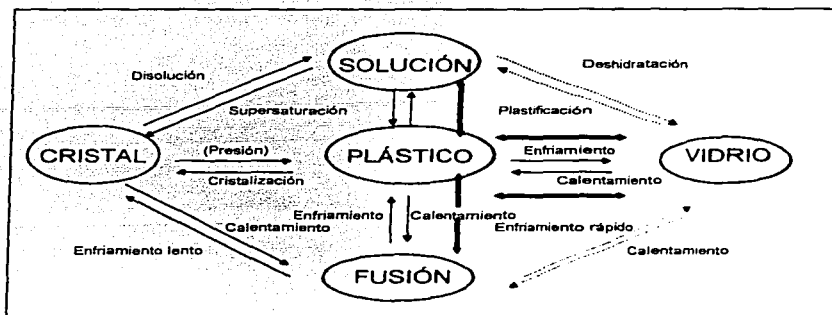 SOLUCIÓN
Disolución
Deshidratación
Supersaturación
Plastificación
CRISTAL
(Presión)
PLÁSTICO
Enfriamiento
VIDRIO
Cristalización
Calentamiento
Enfriamiento
Calentamiento
Calentamiento
Enfriamiento rápido
Enfriamiento lento
Calentamiento
FUSIÓN